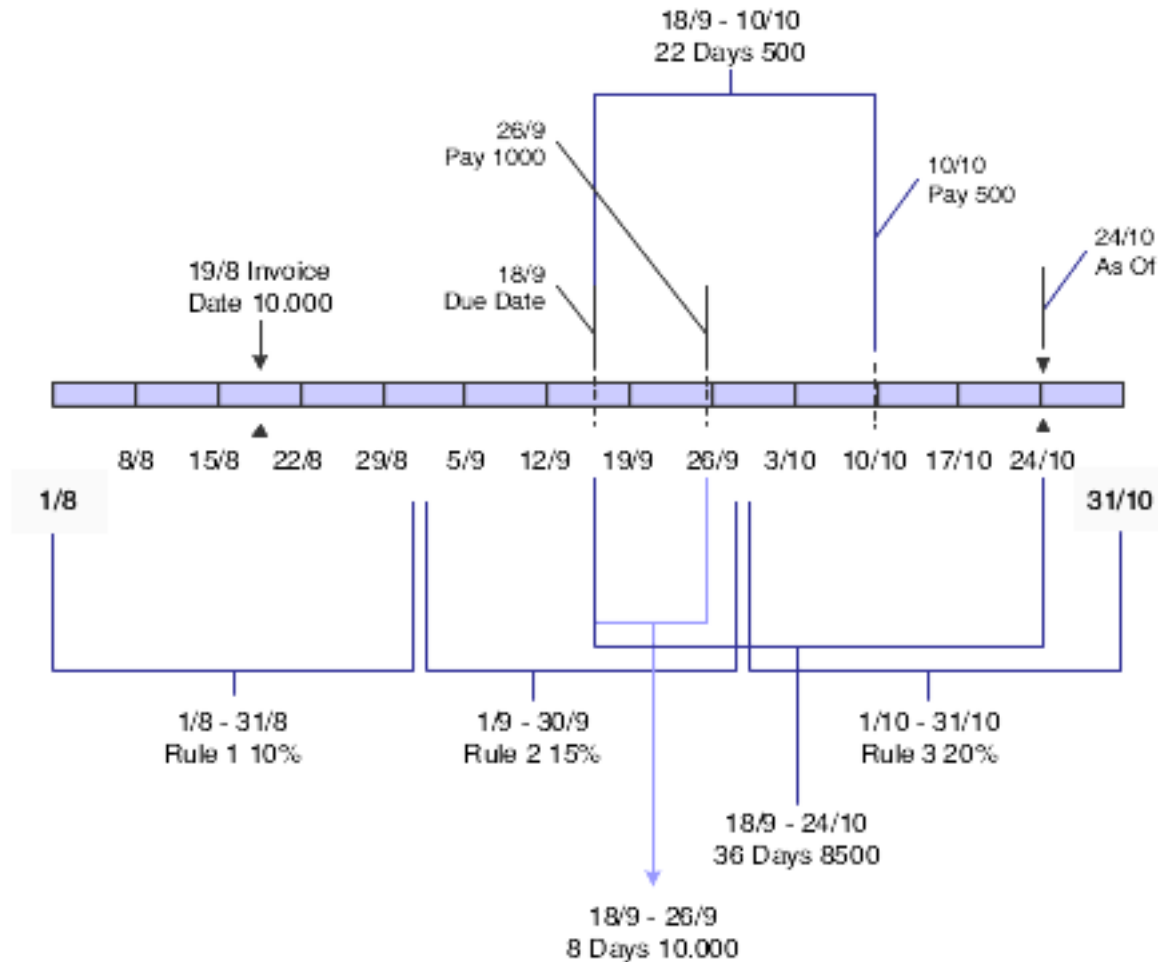 18/9 - 10/10
22 Days 500
26/9
Pay 1000
10/10
Pay 500
24/10
As Of
19/8 Invoice
Date 10.000
18/9
Due Date
8/8 15/8 22/8 29/8 5/9 12/9 19/9 26/9 3/10 10/10 17/10 24/10
1/8
31/10
1/8 - 31/8
Rule 1 10%
1/9 - 30/9
Rule 2 15%
1/10 - 31/10
Rule 3 20%
18/9 - 24/10
36 Days 8500
18/9 - 26/9
8 Days 10.000